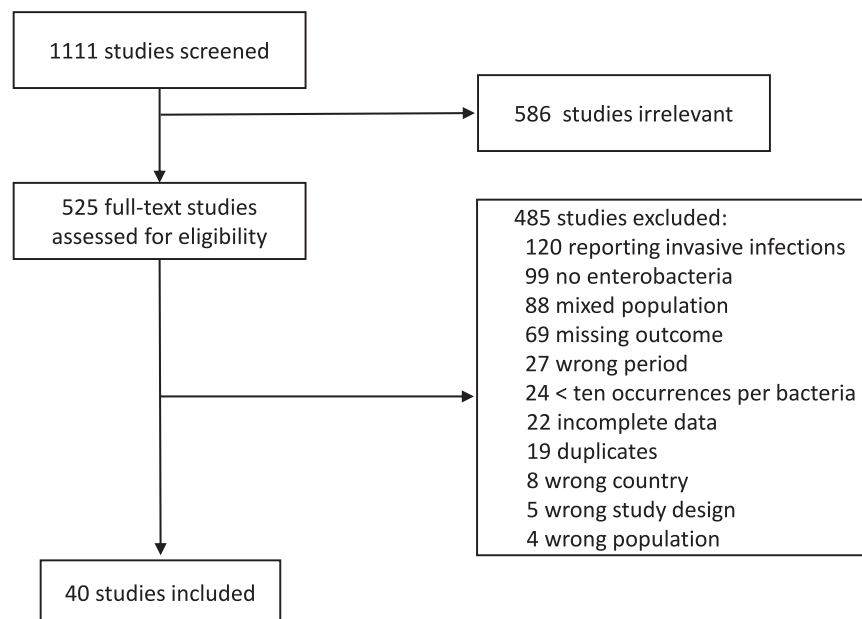 1111 studies screened
586 studies irrelevant
525 full-text studies
assessed for eligibility
485 studies excluded:
120 reporting invasive infections
99 no enterobacteria
88 mixed population
69 missing outcome
27 wrong period
24 < ten occurrences per bacteria
22 incomplete data
19 duplicates
8 wrong country
5 wrong study design
4 wrong population
40 studies included